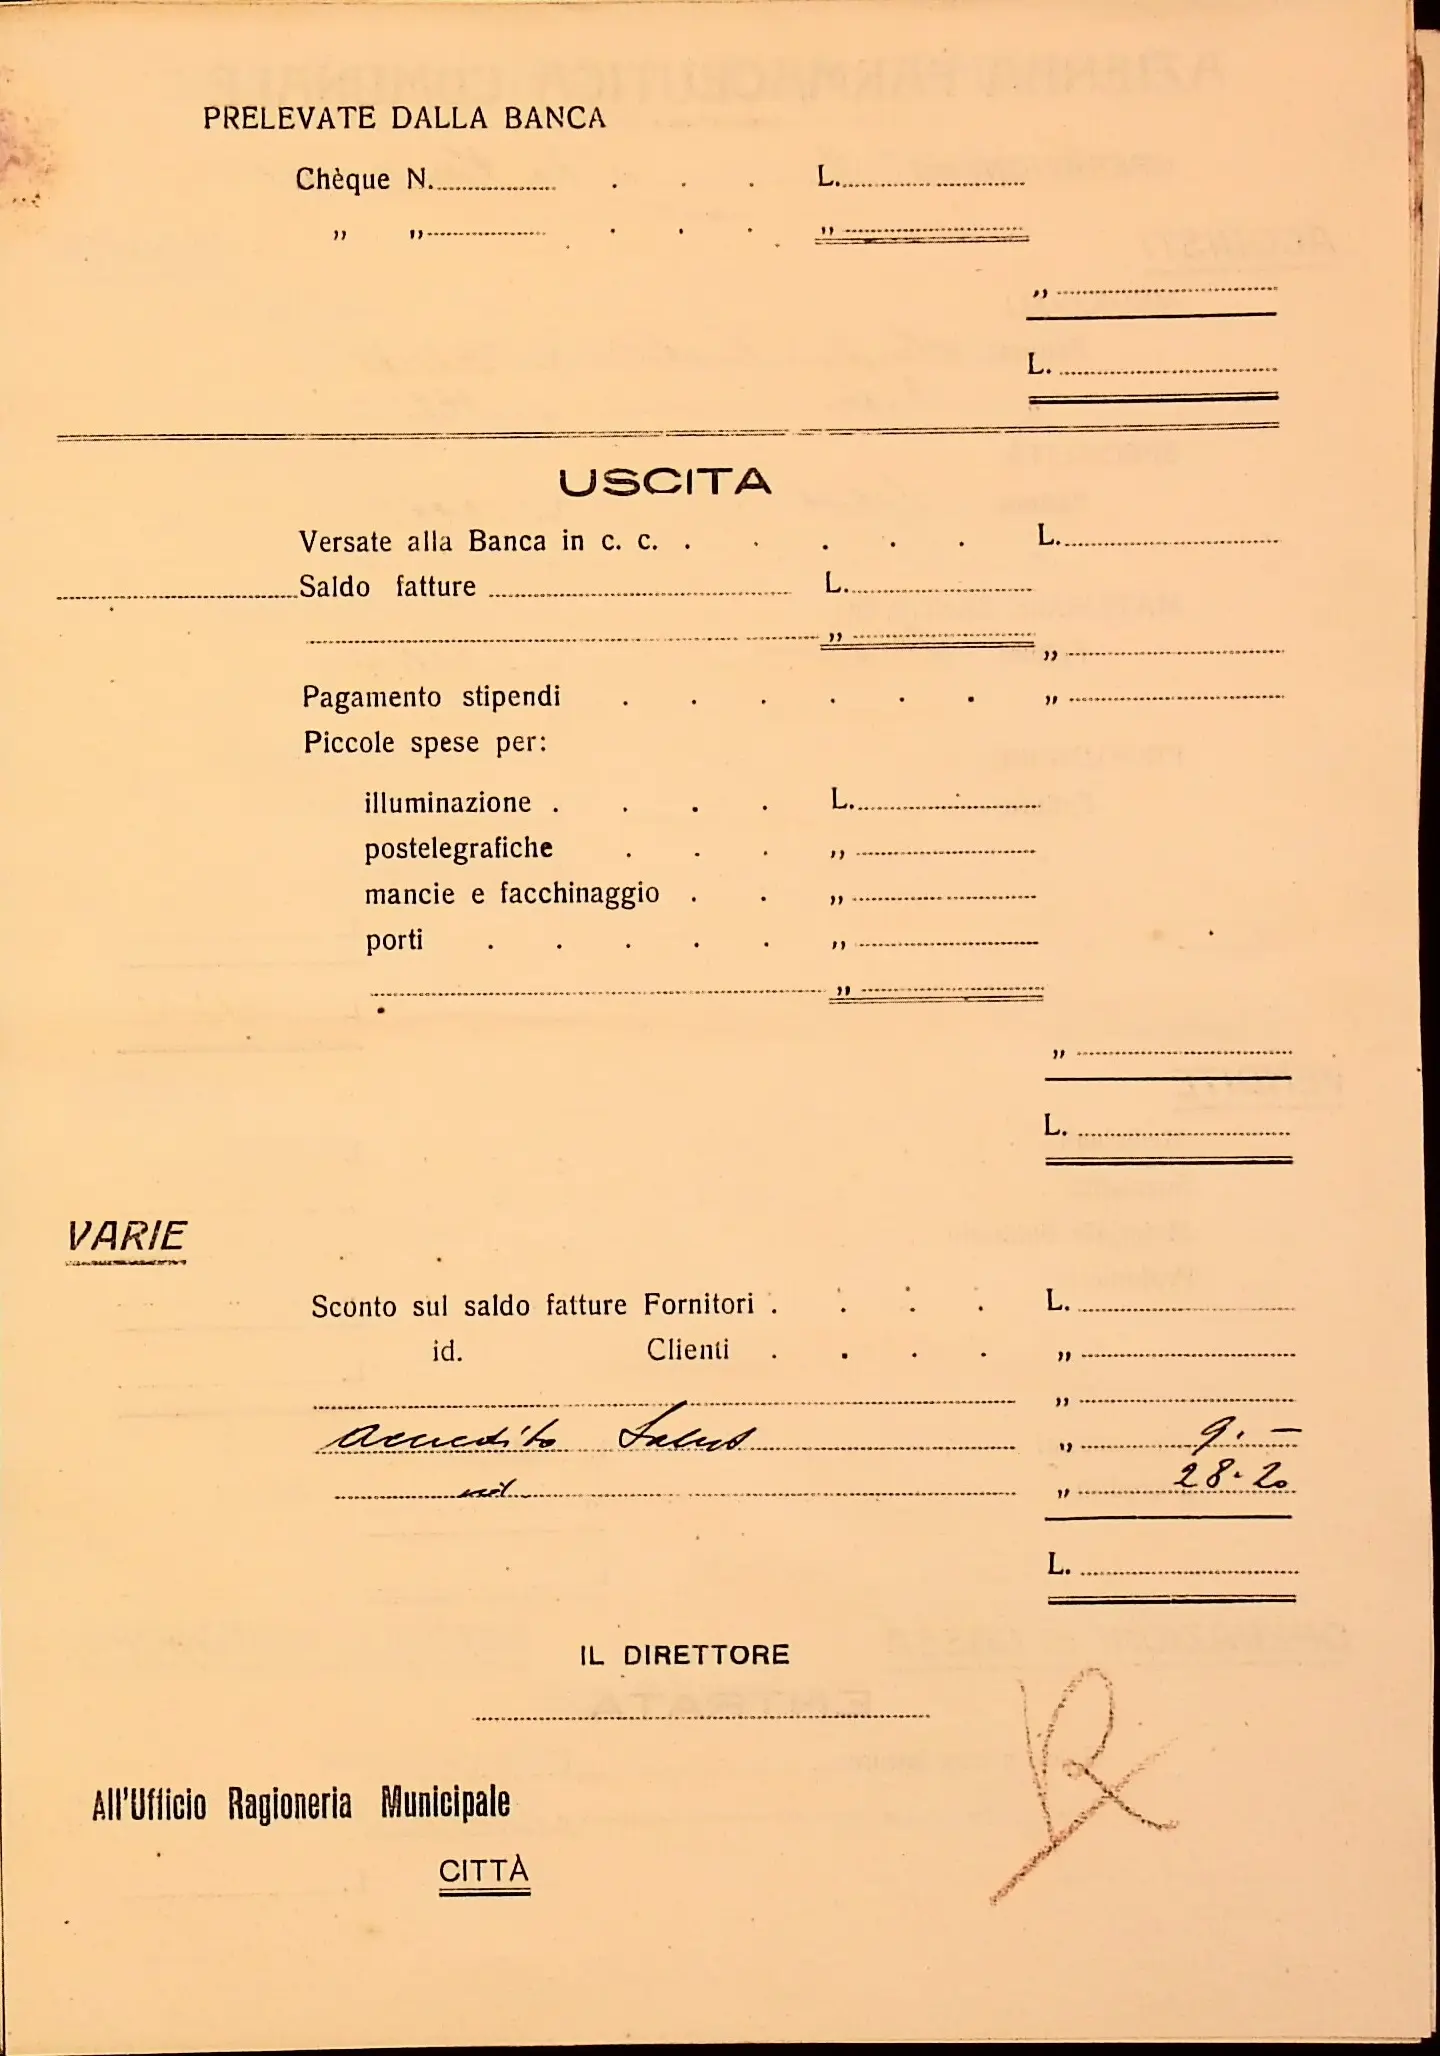 PRELEVATE DALLA BANCA
Chèque N. . . . L.
" " . . . "
"
L.
USCITA
Versate alla Banca in c. c. . . . . . L.
Saldo fatture L.
"
"
Pagamento stipendi . . . . . . "
Piccole spese per:
illuminazione . . . . L.
postelegrafiche . . . "
mancie e facchinaggio . . "
porti . . . . . "
"
"
L.
VARIE
Sconto sul saldo fatture Fornitori . . . . L.
id. Clienti . . . . "
"
Accredito Salus " 9.—
" 28.20
L.
IL DIRETTORE
All'Ufficio Ragioneria Municipale
CITTÀ